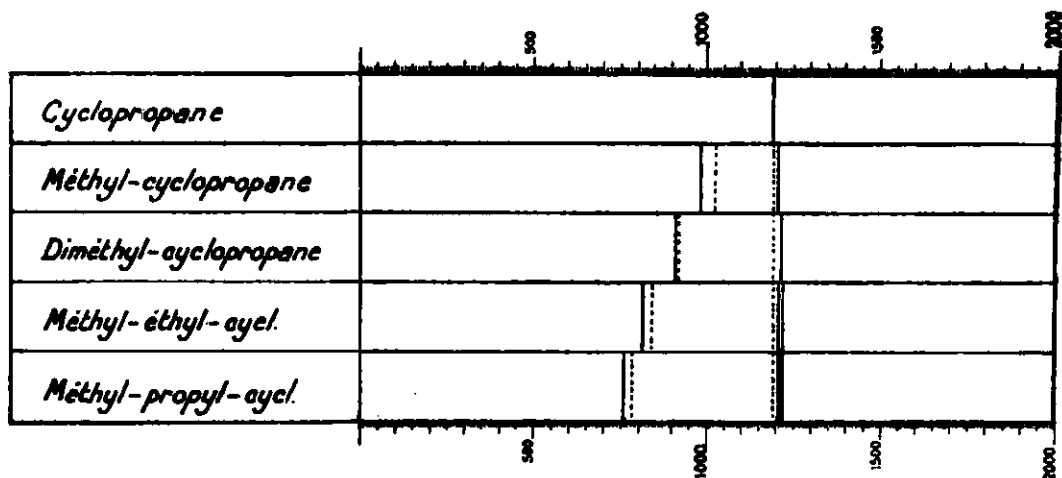 500 1000 1500 2000
Cyclopropane
Méthyl-cyclopropane
Diméthyl-cyclopropane
Méthyl-éthyl-cycl.
Méthyl-propyl-cycl.
500 1000 1500 2000